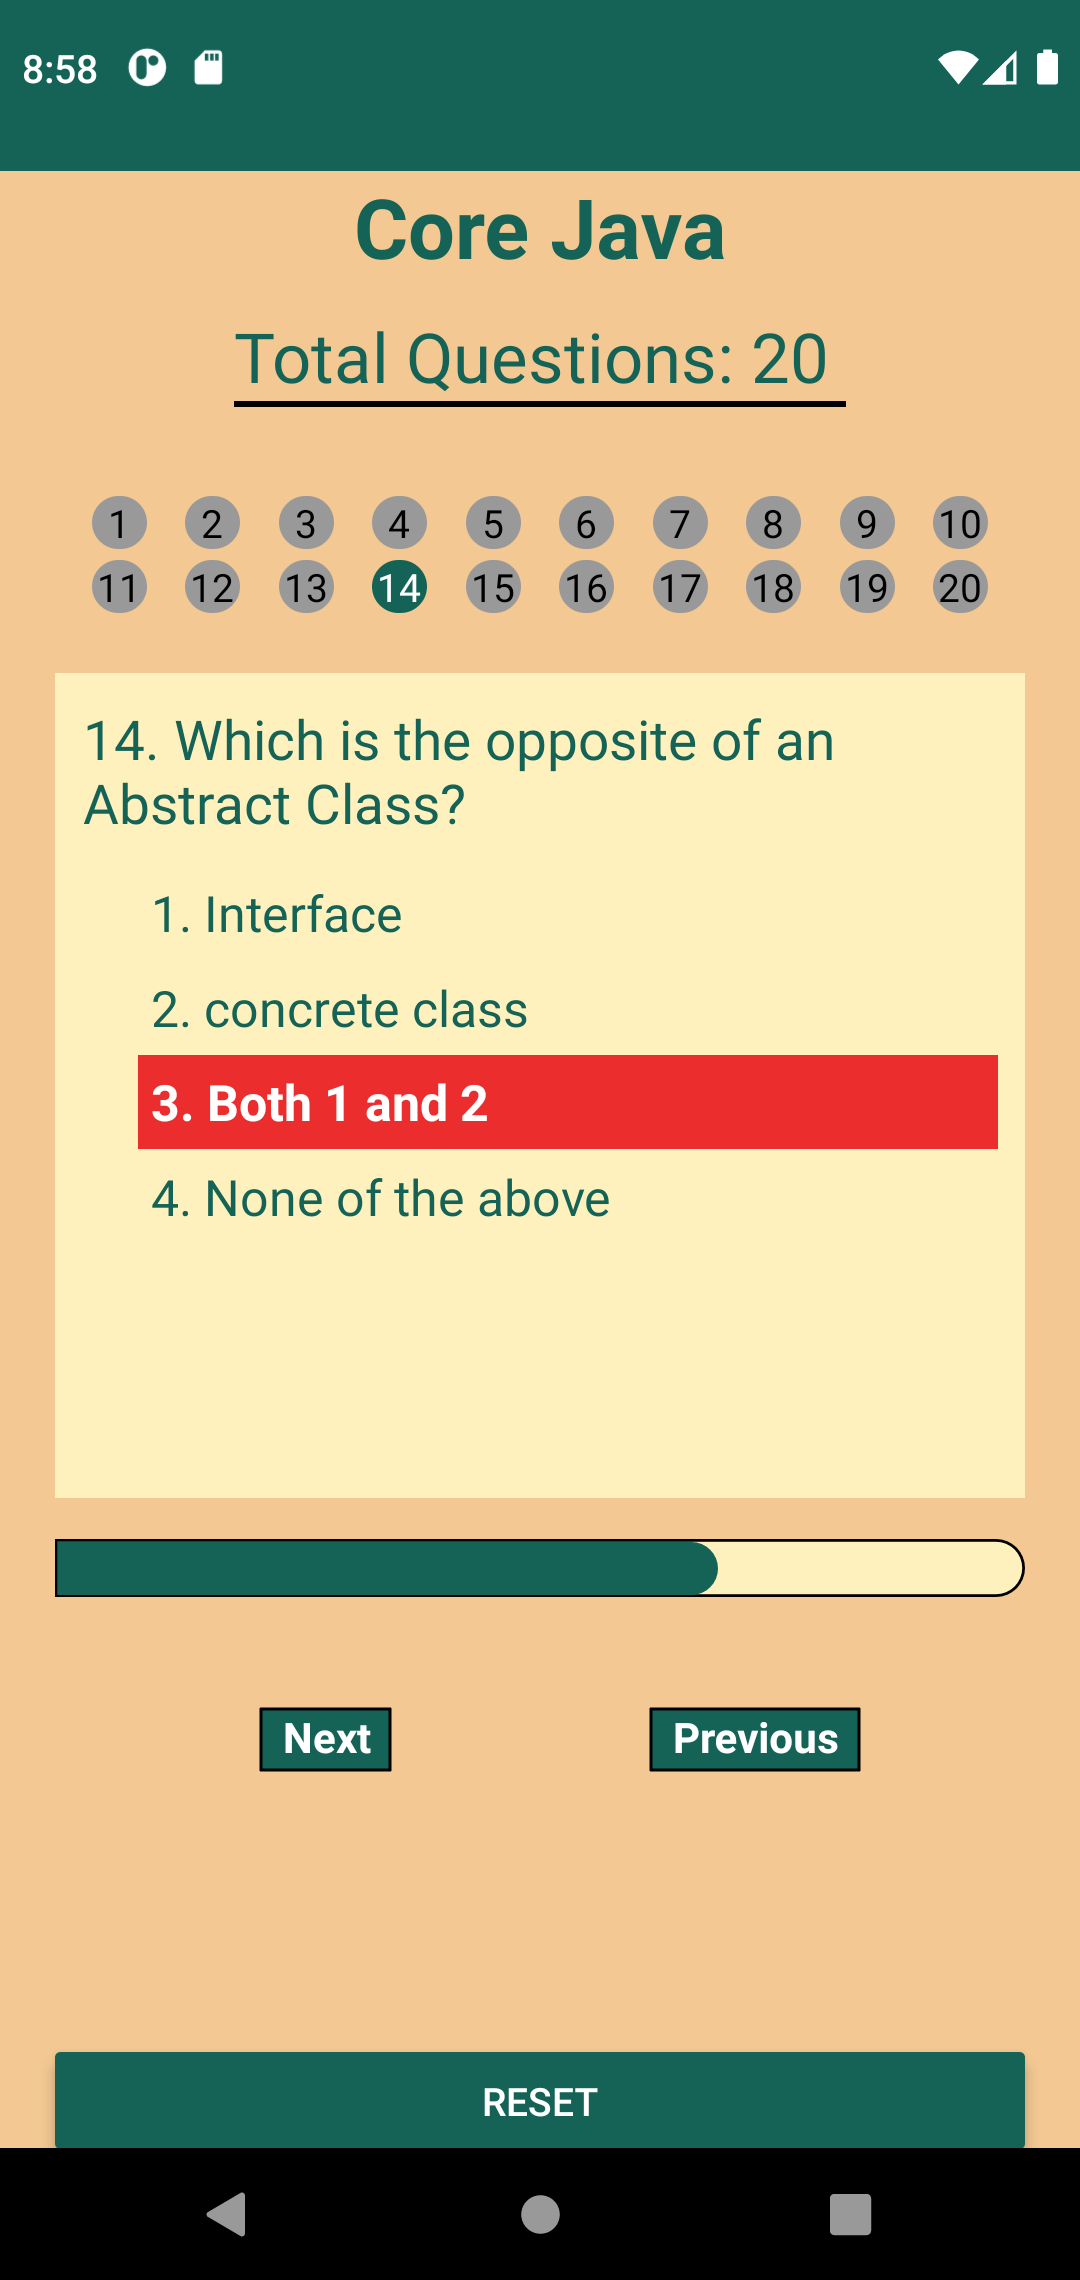 8:58
Core Java
Total Questions: 20
1 2 3 4 5 6 7 8 9 10
11 12 13 14 15 16 17 18 19 20
14. Which is the opposite of an
Abstract Class?
1. Interface
2. concrete class
3. Both 1 and 2
4. None of the above
Next Previous
RESET